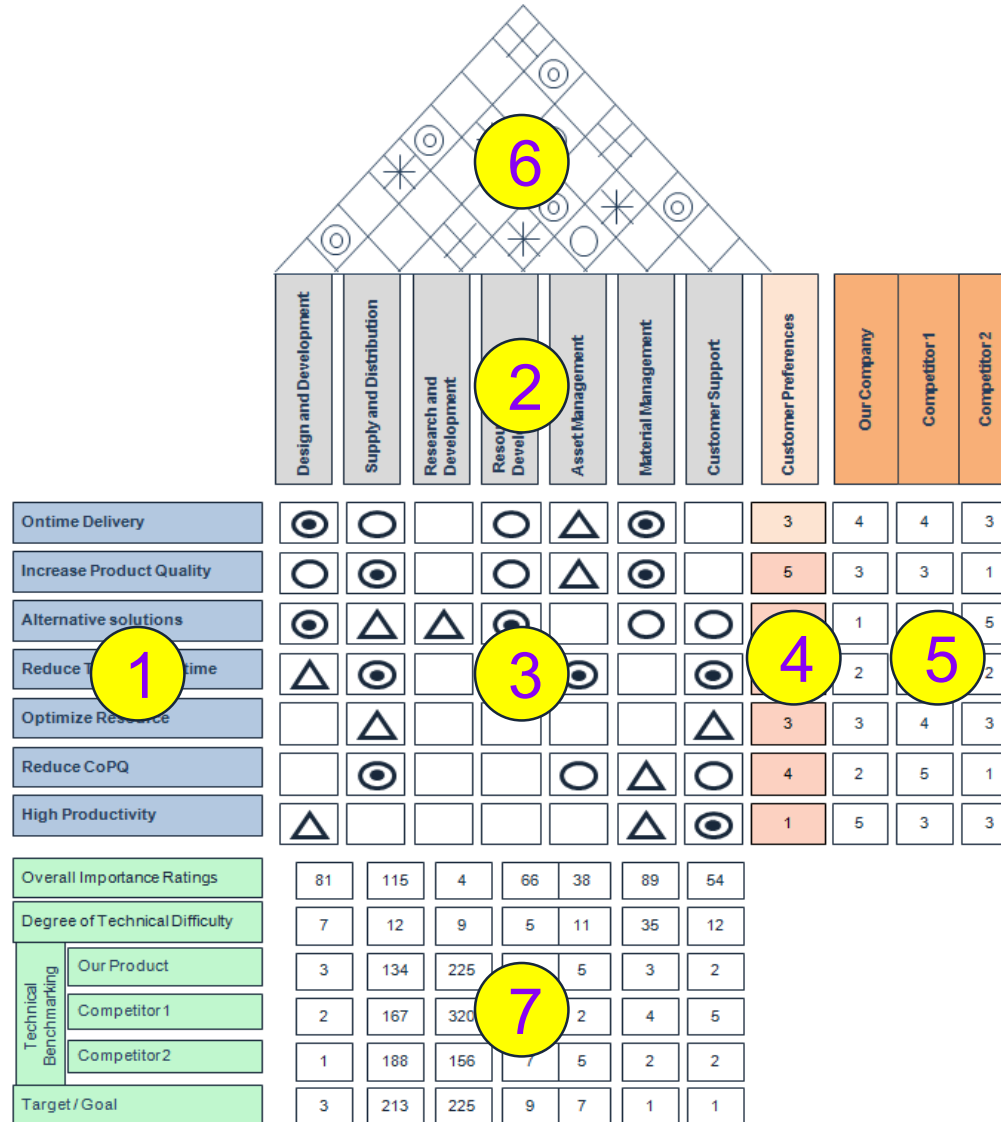 6
Design and Development
Supply and Distribution
Research and
Development
2
Asset Management
Material Management
Customer Support
Customer Preferences
Our Company
Competitor 1
Competitor 2
Ontime Delivery
3 4 4 3
Increase Product Quality
5 3 3 1
Alternative solutions
1 5
Reduce time
1
3
4
2
5
2
Optimize
3 3 4 3
Reduce CoPQ
4 2 5 1
High Productivity
1 5 3 3
Overall Importance Ratings
81 115 4 66 38 89 54
Degree of Technical Difficulty
7 12 9 5 11 35 12
Technical
Benchmarking
Our Product
3 134 225 5 3 2
7
Competitor1
2 167 320 2 4 5
Competitor2
1 188 156 5 2 2
Target / Goal
3 213 225 9 7 1 1